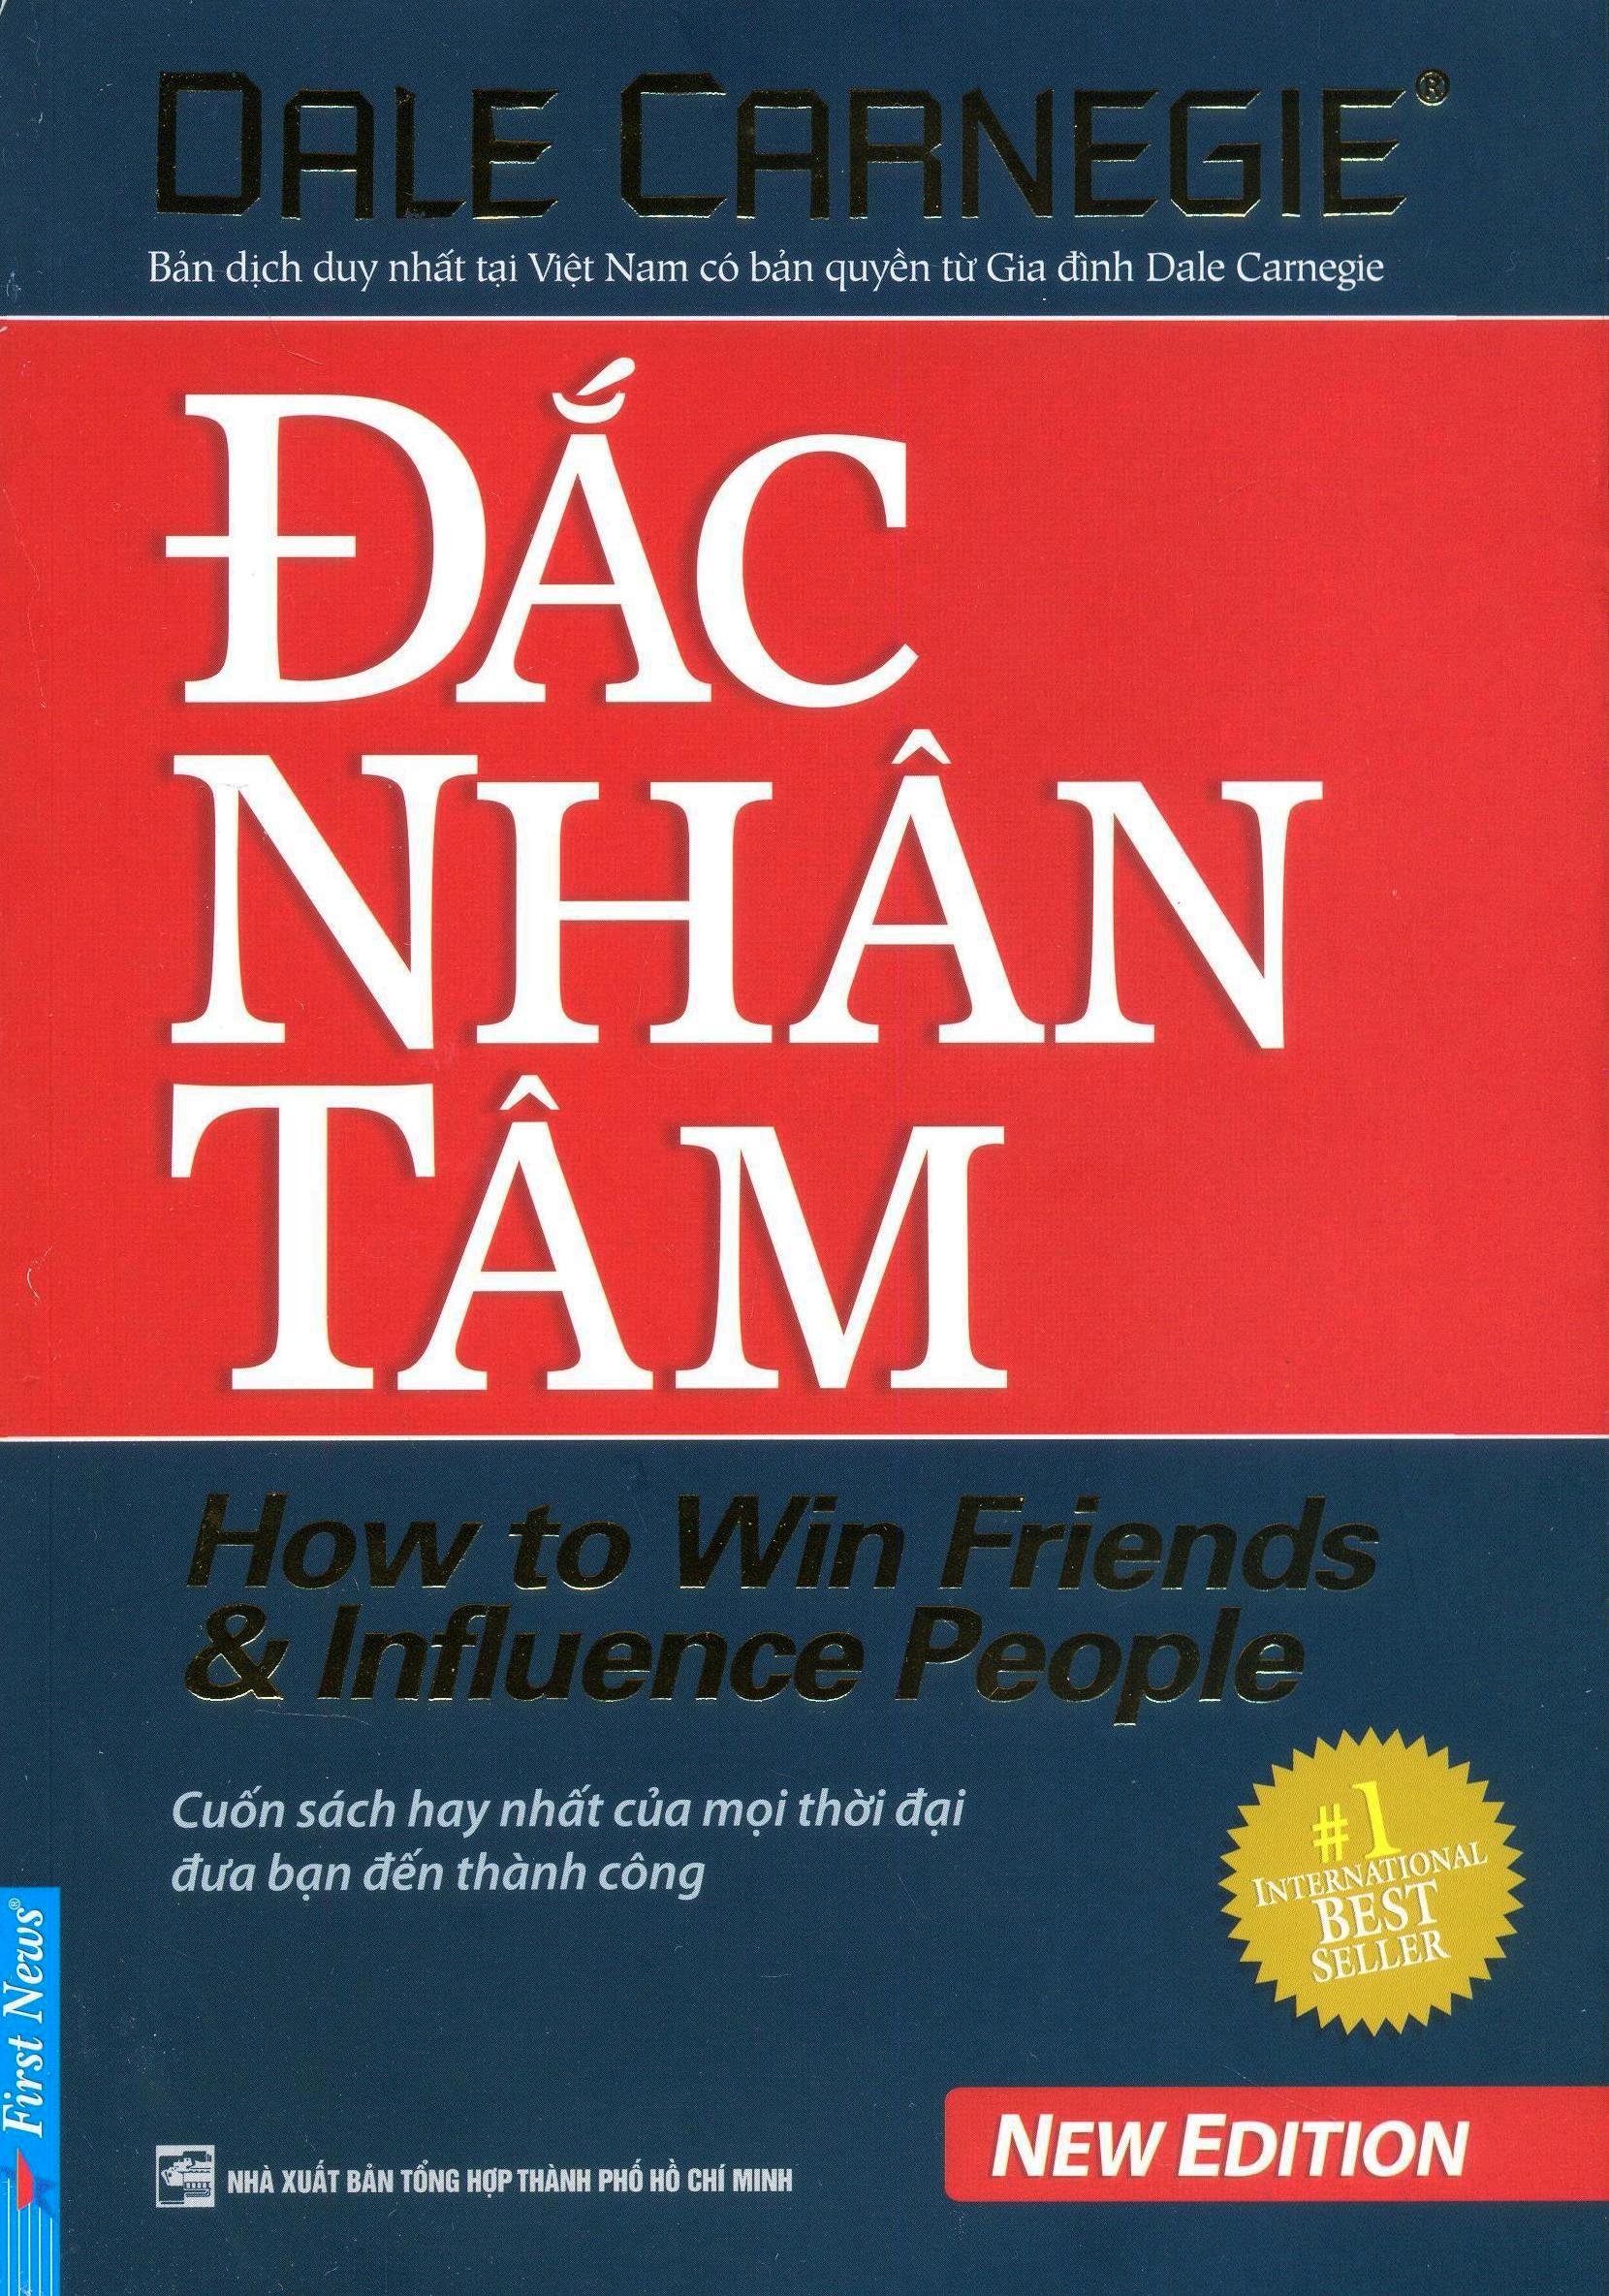 DALE CARNEGIE®
Bản dịch duy nhất tại Việt Nam có bản quyền từ Gia đình Dale Carnegie
ĐẮC
NHÂN
TÂM
How to Win Friends
& Influence People
Cuốn sách hay nhất của mọi thời đại
đưa bạn đến thành công
#1
INTERNATIONAL
BEST
SELLER
First News®
NEW EDITION
NHÀ XUẤT BẢN TỔNG HỢP THÀNH PHỐ HỒ CHÍ MINH